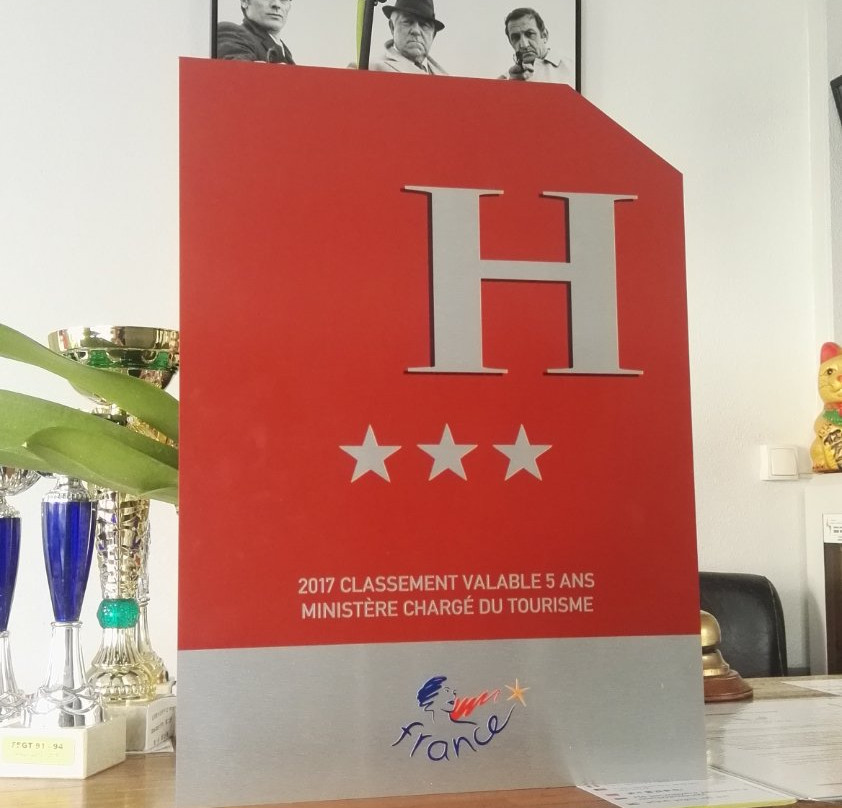 H
2017 CLASSEMENT VALABLE 5 ANS
MINISTÈRE CHARGÉ DU TOURISME
france